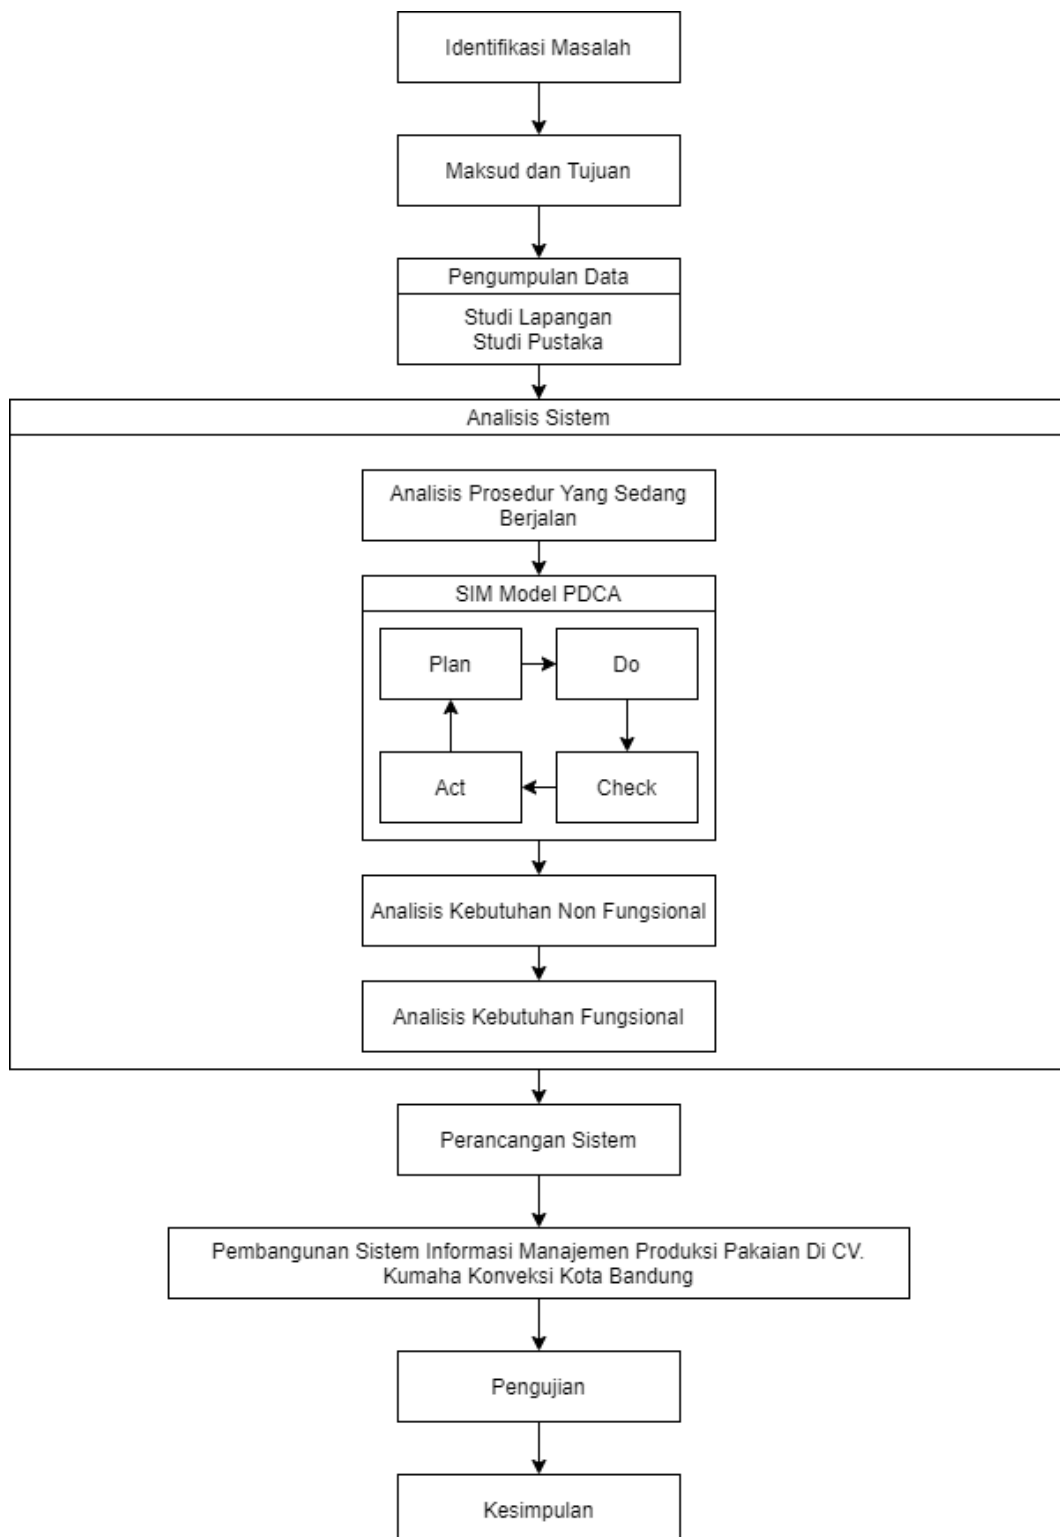 Identifikasi Masalah
Maksud dan Tujuan
Pengumpulan Data
Studi Lapangan
Studi Pustaka
Analisis Sistem
Analisis Prosedur Yang Sedang
Berjalan
SIM Model PDCA
Plan
Do
Act
Check
Analisis Kebutuhan Non Fungsional
Analisis Kebutuhan Fungsional
Perancangan Sistem
Pembangunan Sistem Informasi Manajemen Produksi Pakaian Di CV.
Kumaha Konveksi Kota Bandung
Pengujian
Kesimpulan